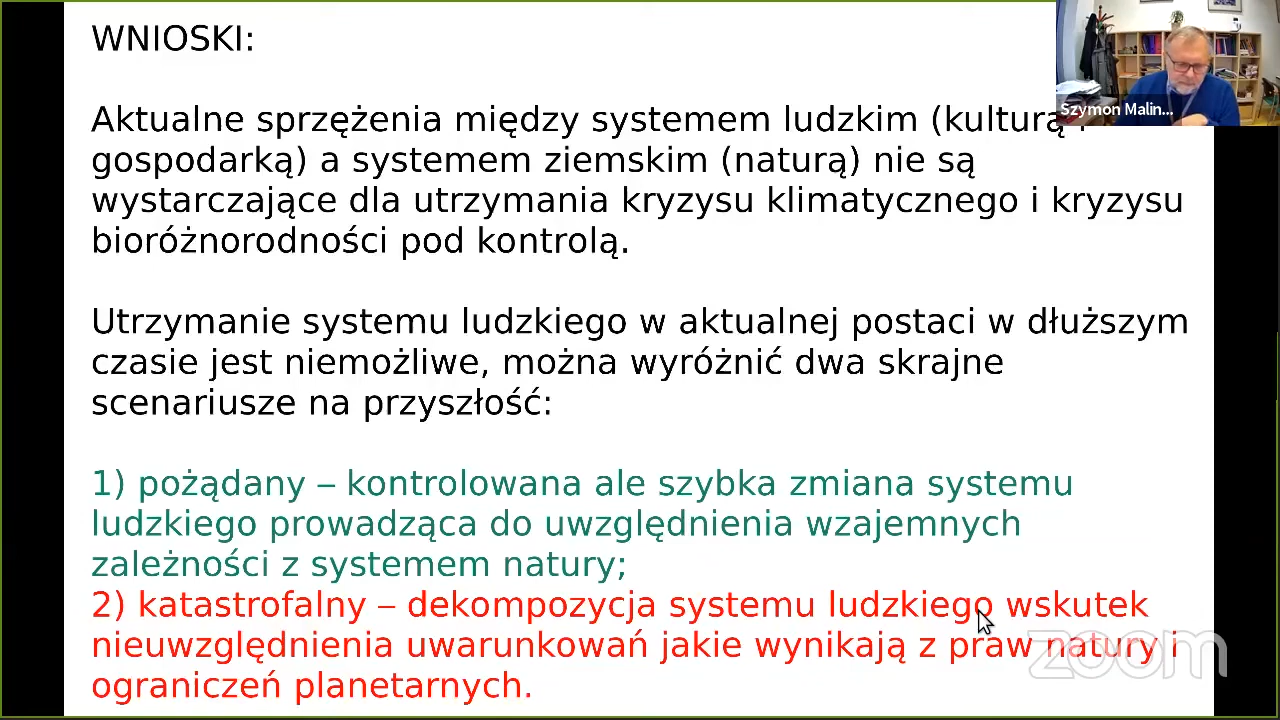 WNIOSKI:
Szymon Malin...
Aktualne sprzężenia między systemem ludzkim (kulturą i
gospodarką) a systemem ziemskim (naturą) nie są
wystarczające dla utrzymania kryzysu klimatycznego i kryzysu
bioróżnorodności pod kontrolą.
Utrzymanie systemu ludzkiego w aktualnej postaci w dłuższym
czasie jest niemożliwe, można wyróżnić dwa skrajne
scenariusze na przyszłość:
1) pożądany – kontrolowana ale szybka zmiana systemu
ludzkiego prowadząca do uwzględnienia wzajemnych
zależności z systemem natury;
2) katastrofalny – dekompozycja systemu ludzkiego wskutek
nieuwzględnienia uwarunkowań jakie wynikają z praw natury i
ograniczeń planetarnych.
zoom